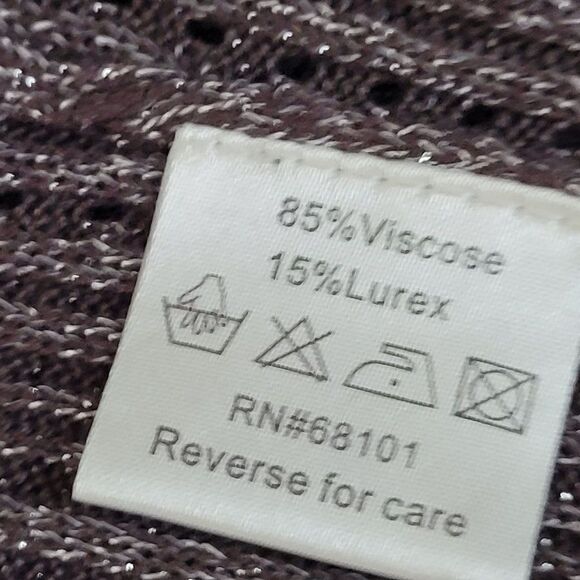 85%Viscose
15%Lurex
RN#68101
Reverse for care